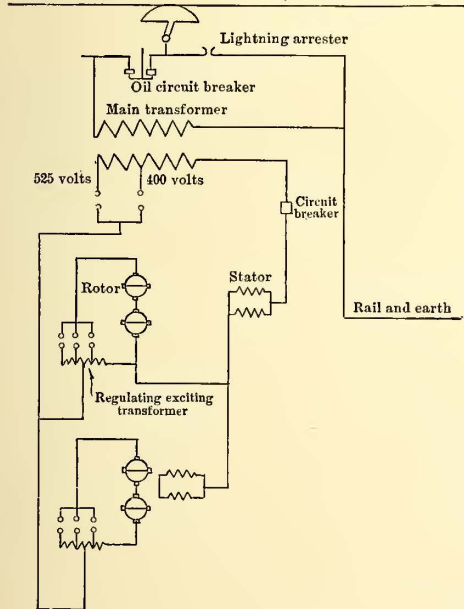 Lightning arrester
Oil circuit breaker
Main transformer
525 volts
400 volts
Circuit
breaker
Rotor
Stator
Rail and earth
Regulating exciting
transformer